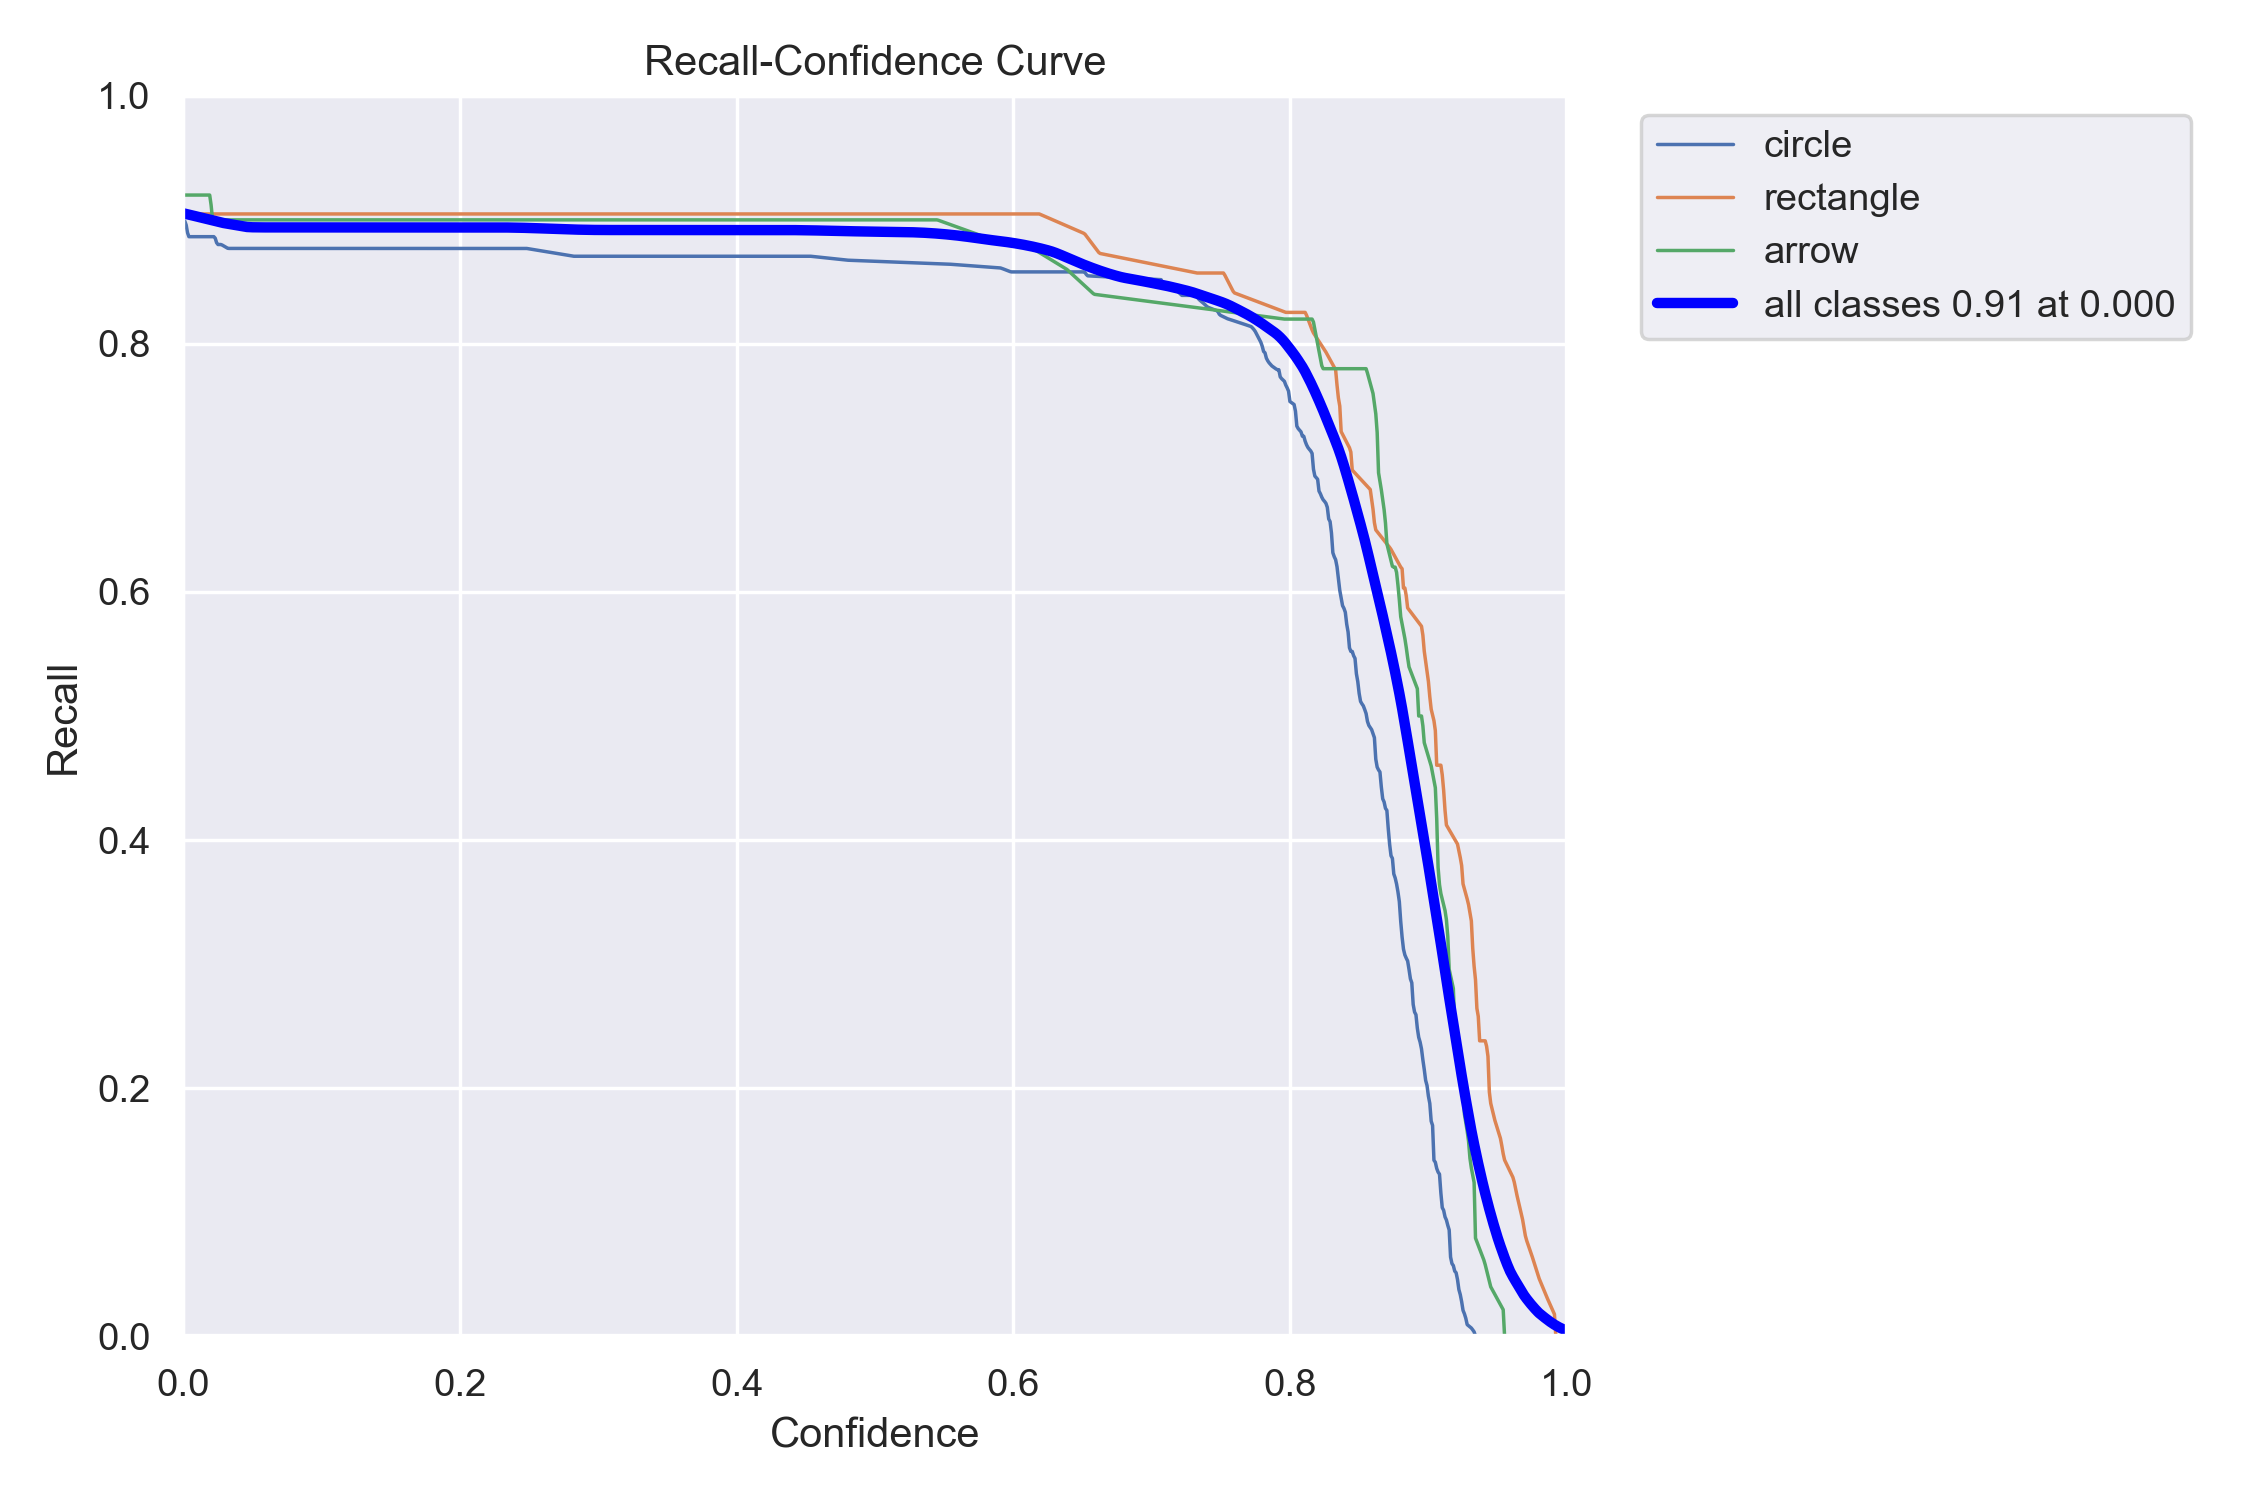 Recall-Confidence Curve
1.0
0.8
0.6
0.4
0.2
0.0
Recall
0.0 0.2 0.4 0.6 0.8 1.0
Confidence
circle
rectangle
arrow
all classes 0.91 at 0.000